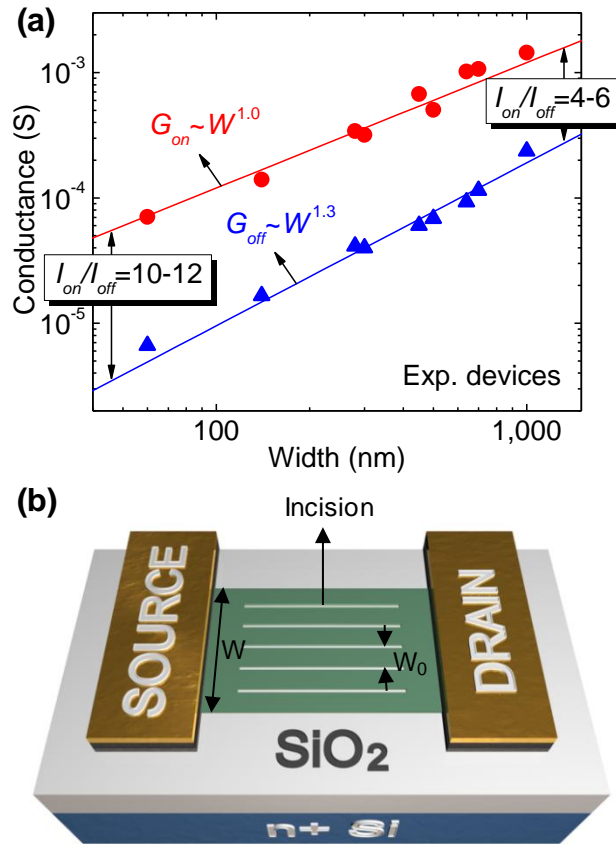 (a)
10⁻³
10⁻⁴
10⁻⁵
Conductance (S)
G_on~W^1.0
G_off~W^1.3
I_on/I_off=4-6
I_on/I_off=10-12
Exp. devices
100
1,000
Width (nm)
(b)
Incision
SOURCE
W
W₀
DRAIN
SiO₂
n+ Si